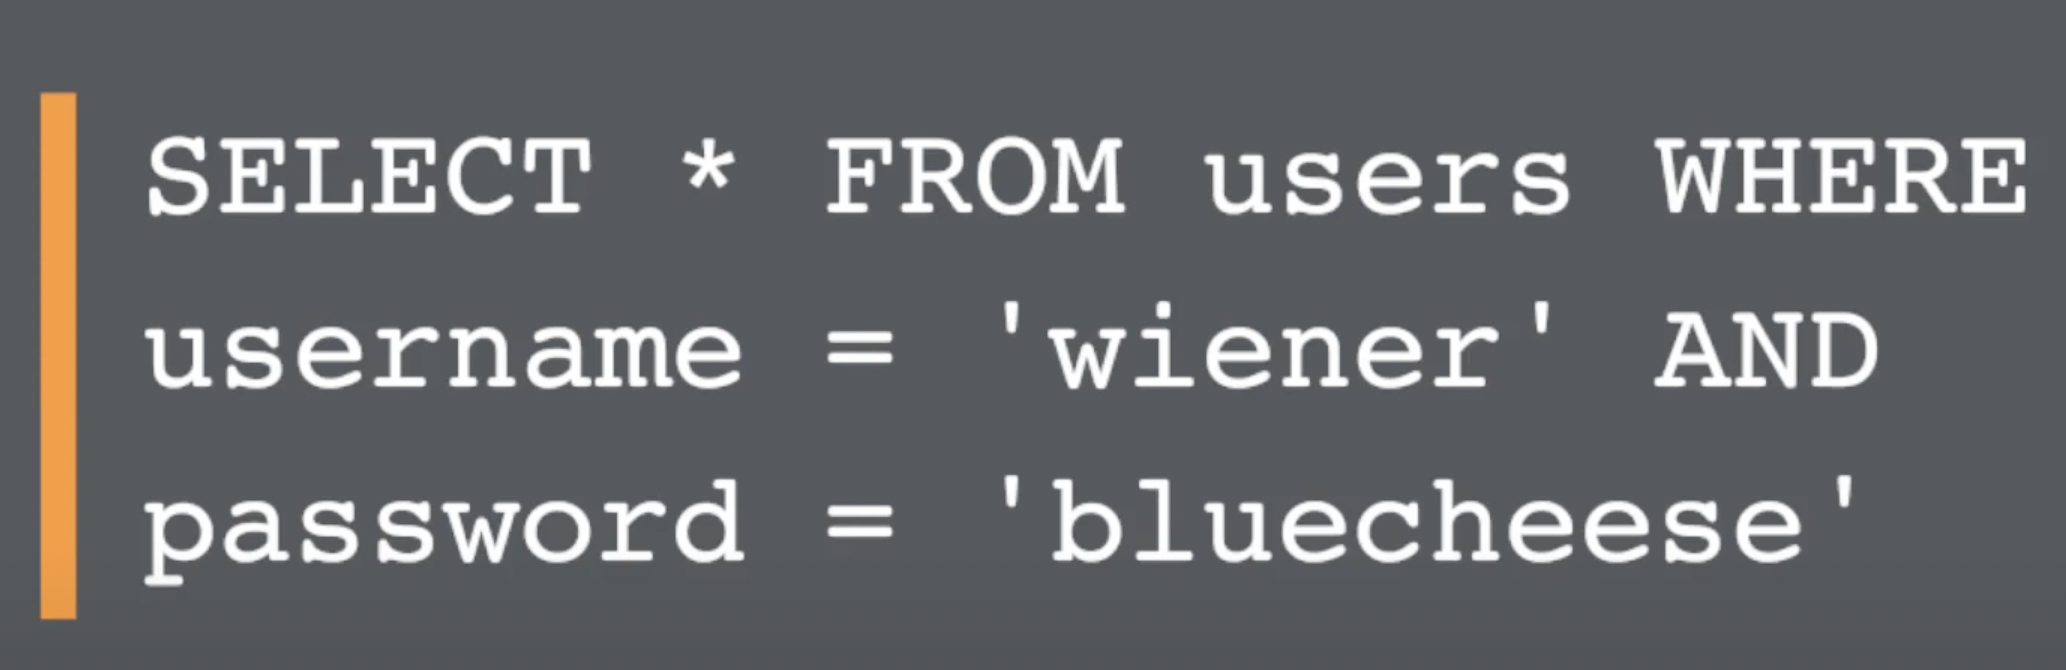 SELECT * FROM users WHERE
username = 'wiener' AND
password = 'bluecheese'